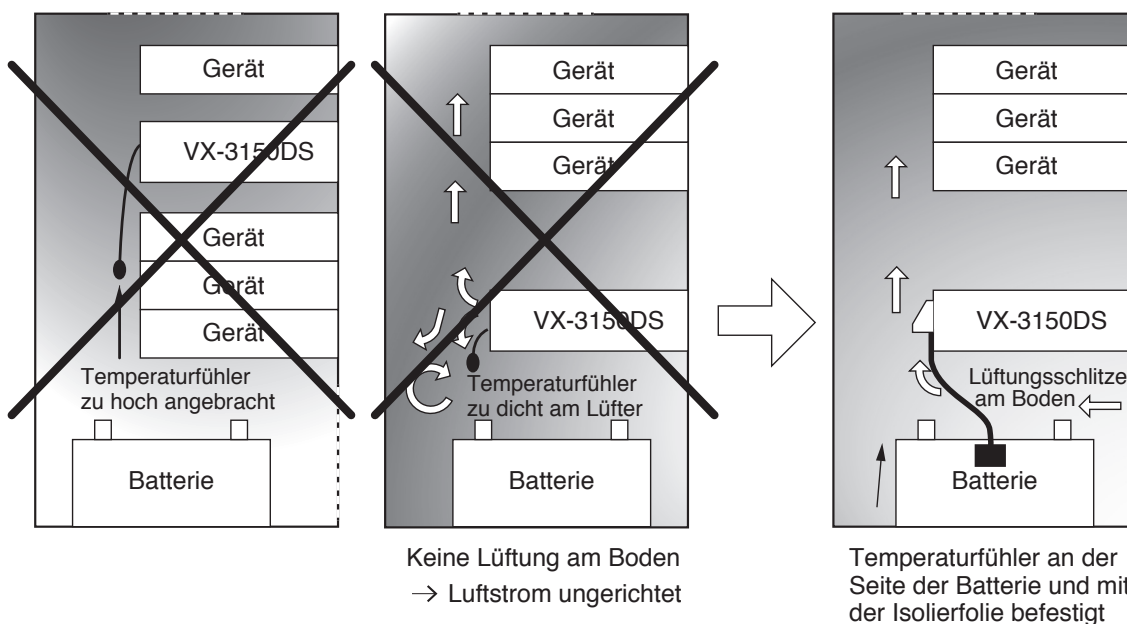 Gerät
VX-3150DS
Gerät
Gerät
Gerät
Temperaturfühler
zu hoch angebracht
Batterie
Gerät
Gerät
Gerät
VX-3150DS
Temperaturfühler
zu dicht am Lüfter
Batterie
Keine Lüftung am Boden
→ Luftstrom ungerichtet
Gerät
Gerät
Gerät
VX-3150DS
Lüftungsschlitze
am Boden
Batterie
Temperaturfühler an der
Seite der Batterie und mit
der Isolierfolie befestigt